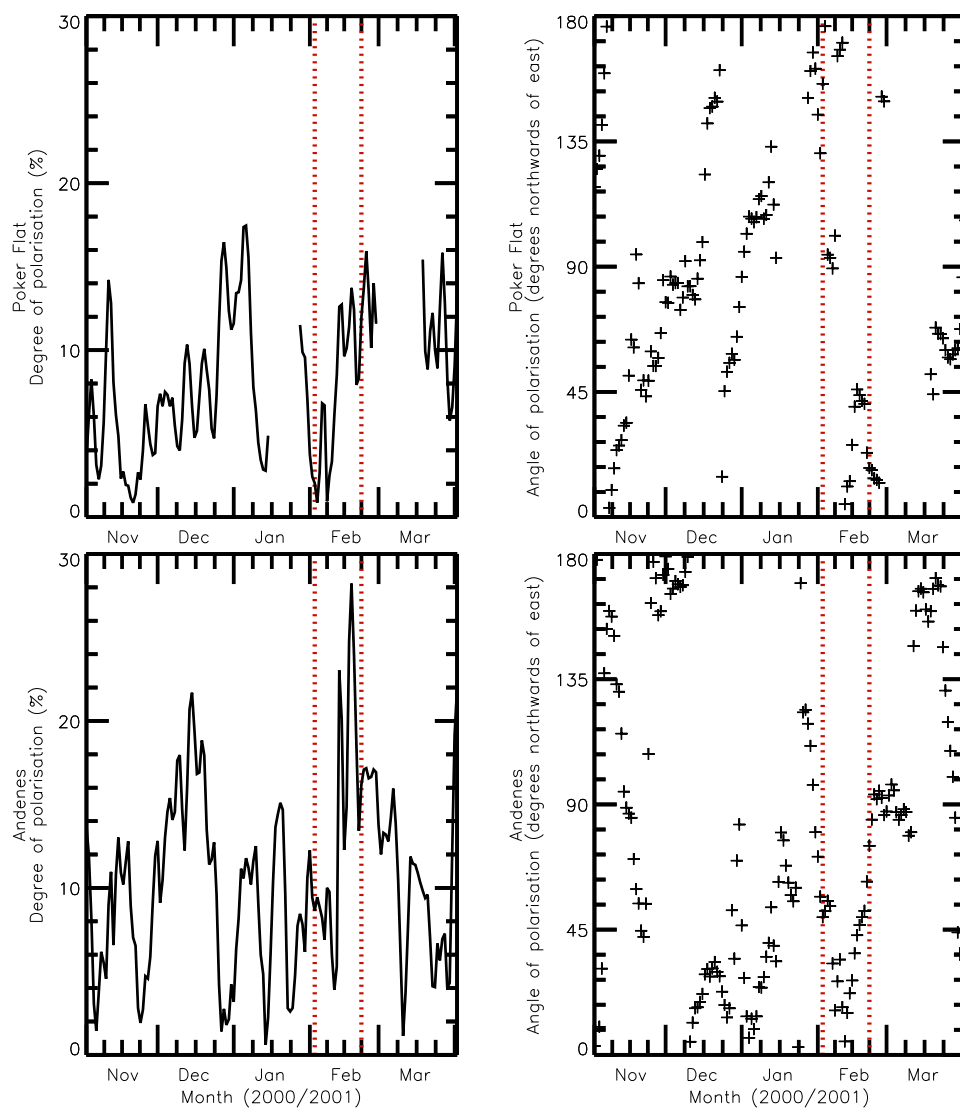 30
20
10
0
Poker Flat
Degree of polarisation (%)
Nov Dec Jan Feb Mar
180
135
90
45
0
Poker Flat
Angle of polarisation (degrees northwards of east)
Nov Dec Jan Feb Mar
30
20
10
0
Andenes
Degree of polarisation (%)
Nov Dec Jan Feb Mar
Month (2000/2001)
180
135
90
45
0
Andenes
Angle of polarisation (degrees northwards of east)
Nov Dec Jan Feb Mar
Month (2000/2001)